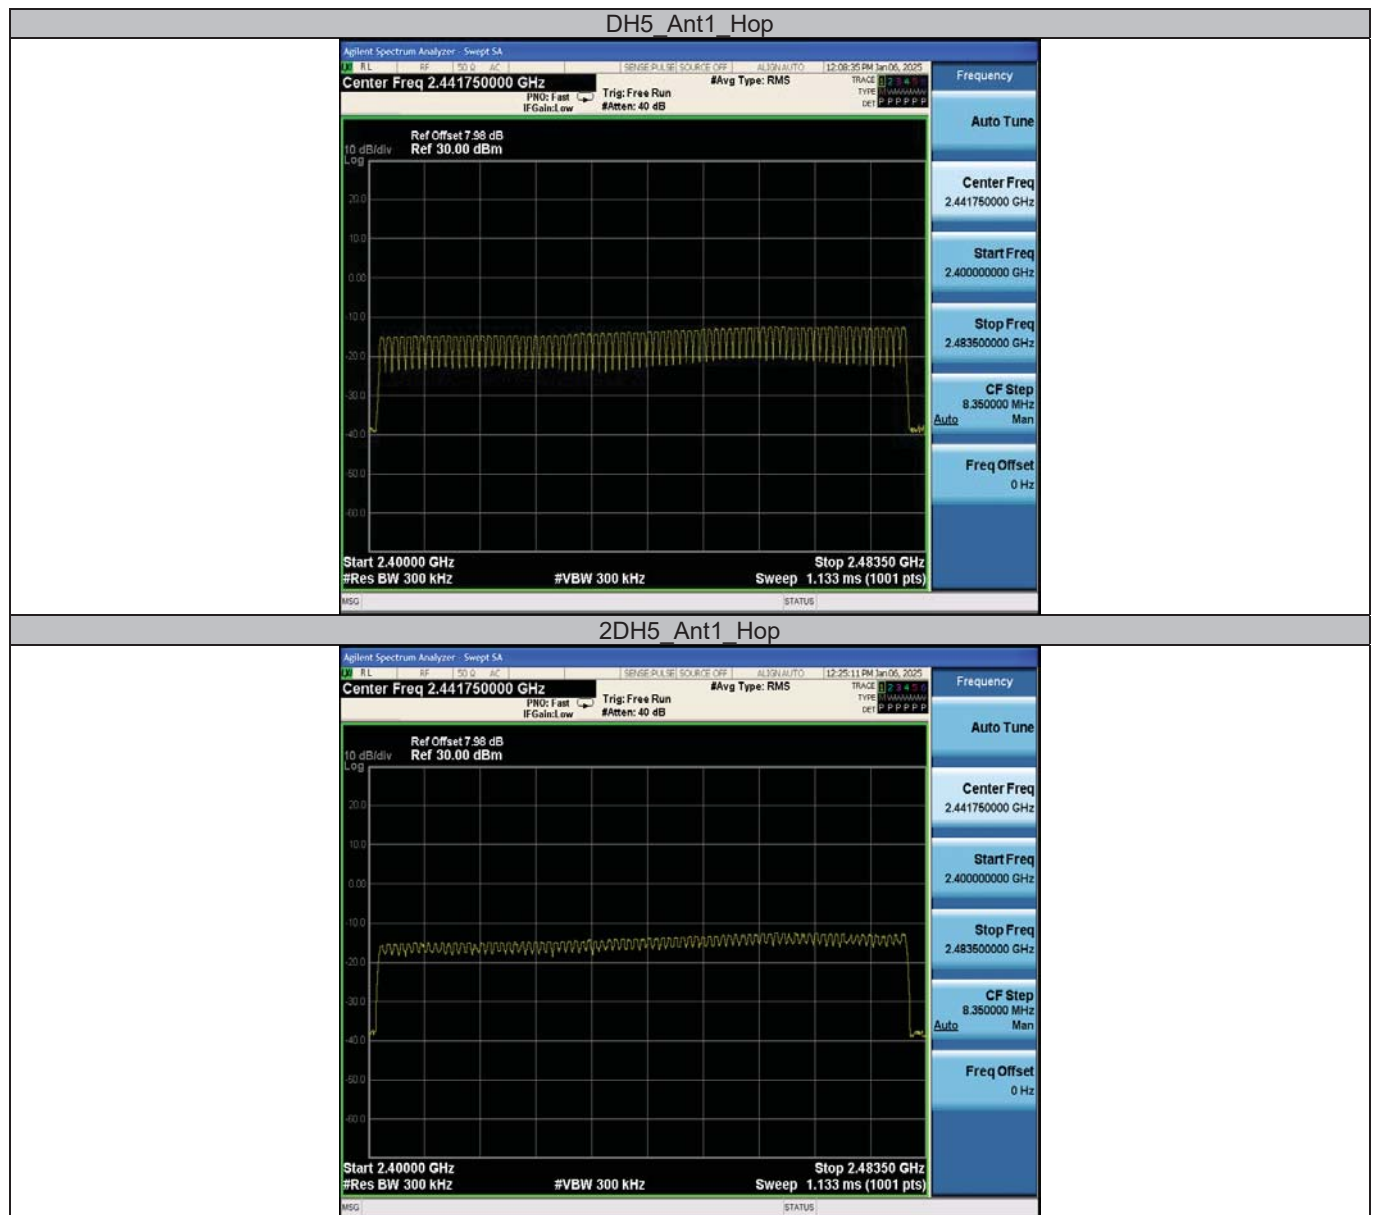 DH5_Ant1_Hop
Agilent Spectrum Analyzer - Swept SA
RL RF 50 Ω AC SENSE:PULSE SOURCE OFF ALIGN AUTO 12:08:35 PM Jan 06, 2025
Center Freq 2.441750000 GHz
#Avg Type: RMS
TRACE 1 2 3 4 5 6
PNO: Fast
Trig: Free Run
TYPE
IFGain:Low
#Atten: 40 dB
DET P P P P P P
Frequency
Auto Tune
Ref Offset 7.98 dB
10 dB/div
Ref 30.00 dBm
Log
20.0
10.0
0.00
-10.0
-20.0
-30.0
-40.0
-50.0
-60.0
Center Freq
2.441750000 GHz
Start Freq
2.400000000 GHz
Stop Freq
2.483500000 GHz
CF Step
8.350000 MHz
Auto Man
Freq Offset
0 Hz
Start 2.40000 GHz
Stop 2.48350 GHz
#Res BW 300 kHz
#VBW 300 kHz
Sweep 1.133 ms (1001 pts)
MSG
STATUS
2DH5_Ant1_Hop
Agilent Spectrum Analyzer - Swept SA
RL RF 50 Ω AC SENSE:PULSE SOURCE OFF ALIGN AUTO 12:25:11 PM Jan 06, 2025
Center Freq 2.441750000 GHz
#Avg Type: RMS
TRACE 1 2 3 4 5 6
PNO: Fast
Trig: Free Run
TYPE
IFGain:Low
#Atten: 40 dB
DET P P P P P P
Frequency
Auto Tune
Ref Offset 7.98 dB
10 dB/div
Ref 30.00 dBm
Log
20.0
10.0
0.00
-10.0
-20.0
-30.0
-40.0
-50.0
-60.0
Center Freq
2.441750000 GHz
Start Freq
2.400000000 GHz
Stop Freq
2.483500000 GHz
CF Step
8.350000 MHz
Auto Man
Freq Offset
0 Hz
Start 2.40000 GHz
Stop 2.48350 GHz
#Res BW 300 kHz
#VBW 300 kHz
Sweep 1.133 ms (1001 pts)
MSG
STATUS